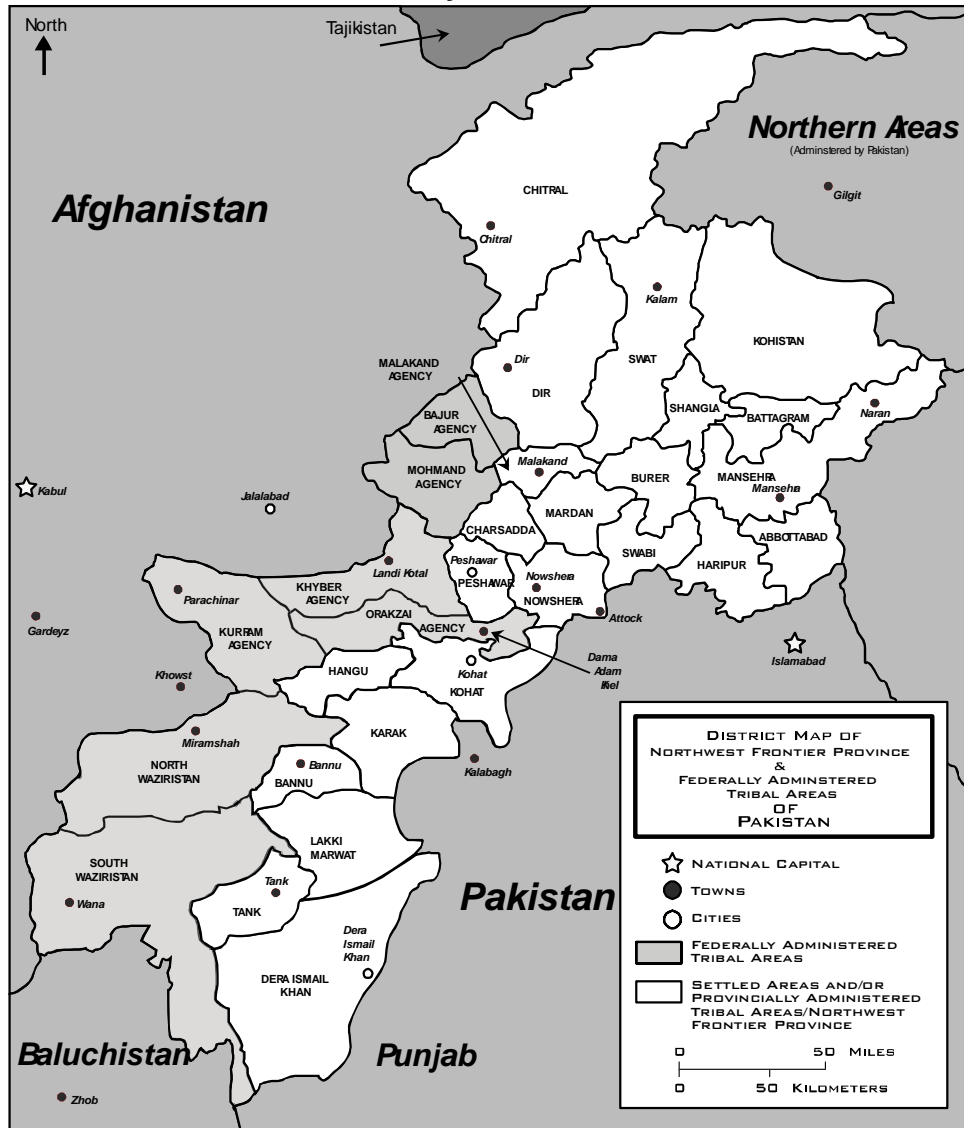 North
Tajikistan
Northern Areas
(Adminstered by Pakistan)
Gilgit
Afghanistan
CHITRAL
Chitral
Kalam
KOHISTAN
MALAKAND
AGENCY
Dir
DIR
SWAT
SHANGLA
BATTAGRAM
Naran
BAJUR
AGENCY
MOHMAND
AGENCY
Malakand
BURER
MANSEHRA
Mansehra
Kabul
Jalalabad
CHARSADDA
MARDAN
SWABI
HARIPUR
ABBOTTABAD
Landi Kotal
KHYBER
AGENCY
Peshawar
PESHAWAR
Nowshera
NOWSHERA
Attock
Parachinar
KURRAM
AGENCY
ORAKZAI
AGENCY
Gardeyz
Islamabad
Khowst
HANGU
Kohat
KOHAT
Dama
Adam
Khel
Miramshah
NORTH
WAZIRISTAN
KARAK
Kalabagh
Bannu
BANNU
LAKKI
MARWAT
SOUTH
WAZIRISTAN
Wana
Tank
TANK
Pakistan
Dera
Ismail
Khan
DERA ISMAIL
KHAN
Baluchistan
Punjab
Zhob
DISTRICT MAP OF
NORTHWEST FRONTIER PROVINCE
&
FEDERALLY ADMINSTERED
TRIBAL AREAS
OF
PAKISTAN
NATIONAL CAPITAL
TOWNS
CITIES
FEDERALLY ADMINISTERED
TRIBAL AREAS
SETTLED AREAS AND/OR
PROVINCIALLY ADMINISTERED
TRIBAL AREAS/NORTHWEST
FRONTIER PROVINCE
0 50 MILES
0 50 KILOMETERS